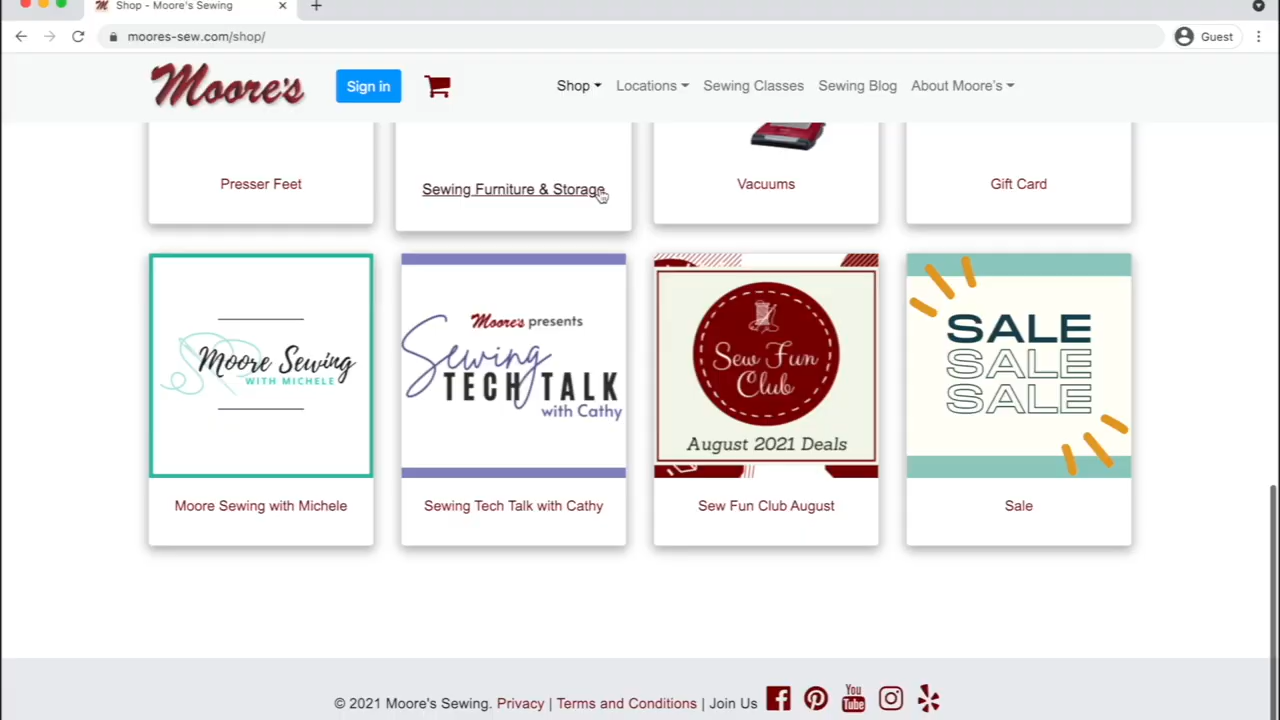 Shop - Moore's Sewing
moores-sew.com/shop/
Guest
Moore's
Sign in
Shop
Locations
Sewing Classes
Sewing Blog
About Moore's
Presser Feet
Sewing Furniture & Storage
Vacuums
Gift Card
Moore Sewing
WITH MICHELE
Moore Sewing with Michele
Moore's presents
Sewing
TECH TALK
with Cathy
Sewing Tech Talk with Cathy
Sew Fun
Club
August 2021 Deals
Sew Fun Club August
SALE
SALE
SALE
Sale
© 2021 Moore's Sewing. Privacy | Terms and Conditions | Join Us
You
Tube